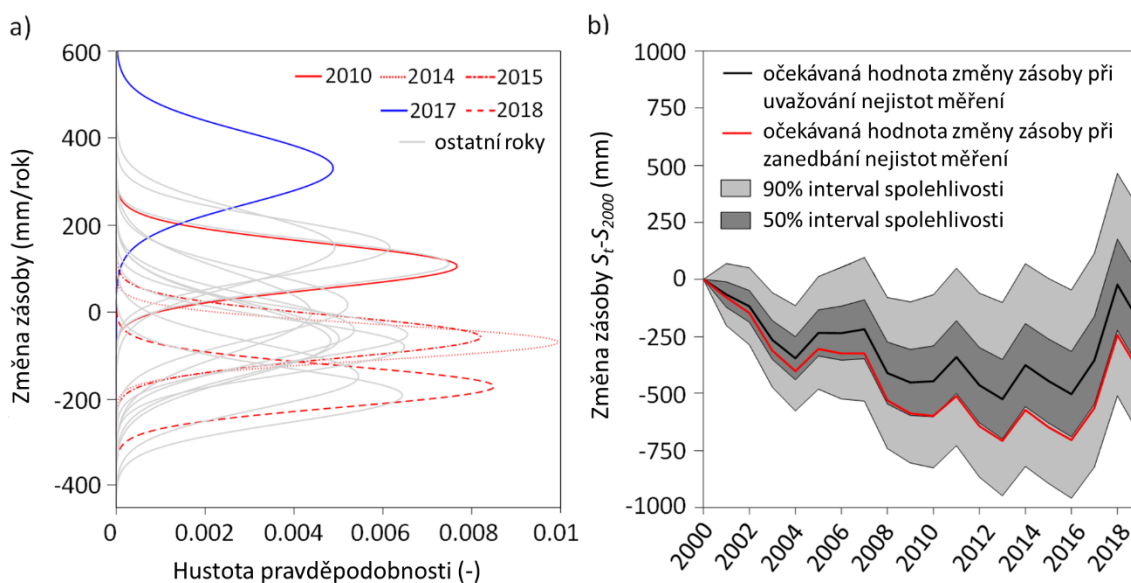 a)
600
400
200
0
-200
-400
Změna zásoby (mm/rok)
2010 2014 2015
2017 2018
ostatní roky
0 0.002 0.004 0.006 0.008 0.01
Hustota pravděpodobnosti (-)
b)
1000
750
500
250
0
-250
-500
-750
-1000
Změna zásoby St-S2000 (mm)
očekávaná hodnota změny zásoby při
uvažování nejistot měření
očekávaná hodnota změny zásoby při
zanedbání nejistot měření
90% interval spolehlivosti
50% interval spolehlivosti
2000 2002 2004 2006 2008 2010 2012 2014 2016 2018